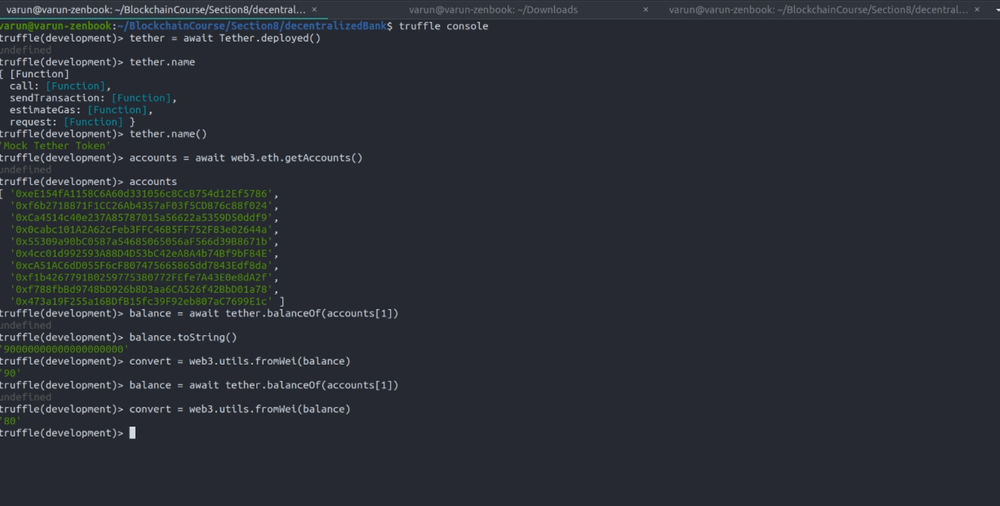 varun@varun-zenbook: ~/BlockchainCourse/Section8/decentral... × varun@varun-zenbook: ~/Downloads × varun@varun-zenbook: ~/BlockchainCourse/Section8/decentral... ×
varun@varun-zenbook:~/BlockchainCourse/Section8/decentralizedBank$ truffle console
truffle(development)> tether = await Tether.deployed()
undefined
truffle(development)> tether.name
{ [Function]
  call: [Function],
  sendTransaction: [Function],
  estimateGas: [Function],
  request: [Function] }
truffle(development)> tether.name()
'Mock Tether Token'
truffle(development)> accounts = await web3.eth.getAccounts()
undefined
truffle(development)> accounts
[ '0xeE154fA1158C6A60d331056c8CcB754d12Ef5786',
  '0xf6b2718871F1CC26Ab4357aF03f5CD876c88f024',
  '0xCa4514c40e237A85787015a56622a5359D50ddf9',
  '0x0cabc101A2A62cFeb3FFC46B5FF752F83e02644a',
  '0x55309a90bC0587a54685065056aF566d39B8671b',
  '0x4cc01d992593A88D4D53bC42eA8A4b74Bf9bF84E',
  '0xcA51AC6dD055F6cF807475665865dd7843Edf8da',
  '0xf1b4267791B0259775380772FEfe7A43E0e8dA2f',
  '0xf788fbBd9748bD926b8D3aa6CA526f42BbD01a78',
  '0x473a19F255a16BDfB15fc39F92eb807aC7699E1c' ]
truffle(development)> balance = await tether.balanceOf(accounts[1])
undefined
truffle(development)> balance.toString()
'90000000000000000000'
truffle(development)> convert = web3.utils.fromWei(balance)
'90'
truffle(development)> balance = await tether.balanceOf(accounts[1])
undefined
truffle(development)> convert = web3.utils.fromWei(balance)
'80'
truffle(development)>